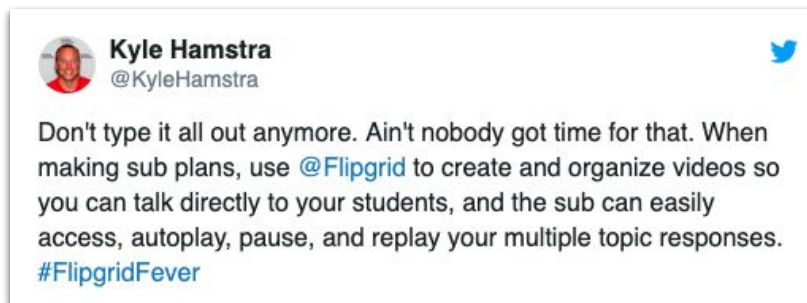 Kyle Hamstra
@KyleHamstra
Don't type it all out anymore. Ain't nobody got time for that. When
making sub plans, use @Flipgrid to create and organize videos so
you can talk directly to your students, and the sub can easily
access, autoplay, pause, and replay your multiple topic responses.
#FlipgridFever